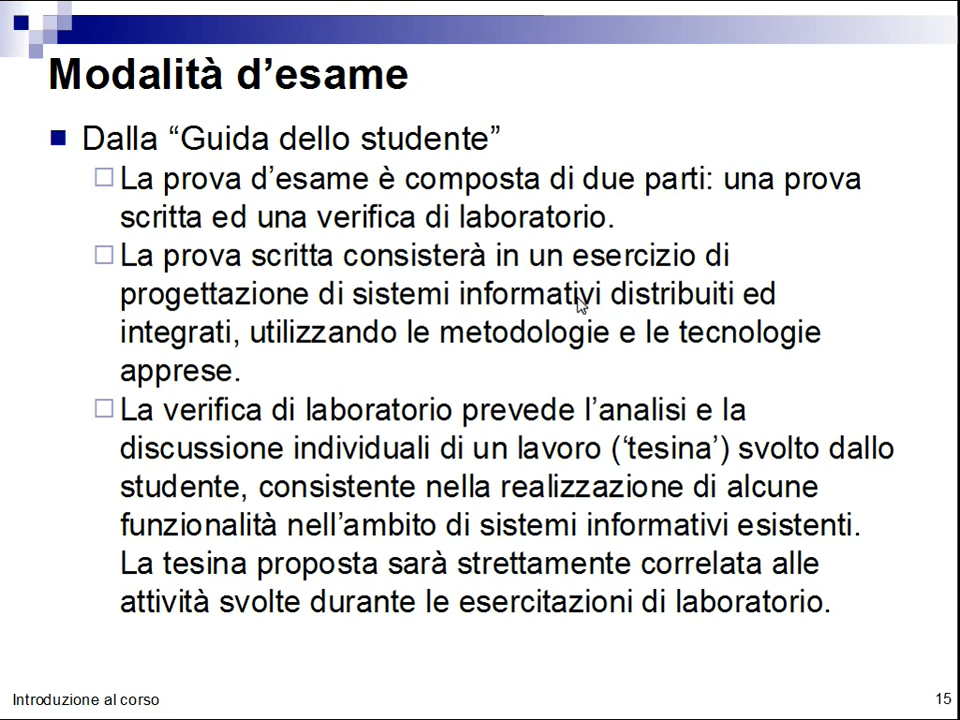 Modalità d’esame
Dalla “Guida dello studente”
La prova d’esame è composta di due parti: una prova
scritta ed una verifica di laboratorio.
La prova scritta consisterà in un esercizio di
progettazione di sistemi informativi distribuiti ed
integrati, utilizzando le metodologie e le tecnologie
apprese.
La verifica di laboratorio prevede l’analisi e la
discussione individuali di un lavoro (‘tesina’) svolto dallo
studente, consistente nella realizzazione di alcune
funzionalità nell’ambito di sistemi informativi esistenti.
La tesina proposta sarà strettamente correlata alle
attività svolte durante le esercitazioni di laboratorio.
Introduzione al corso
15